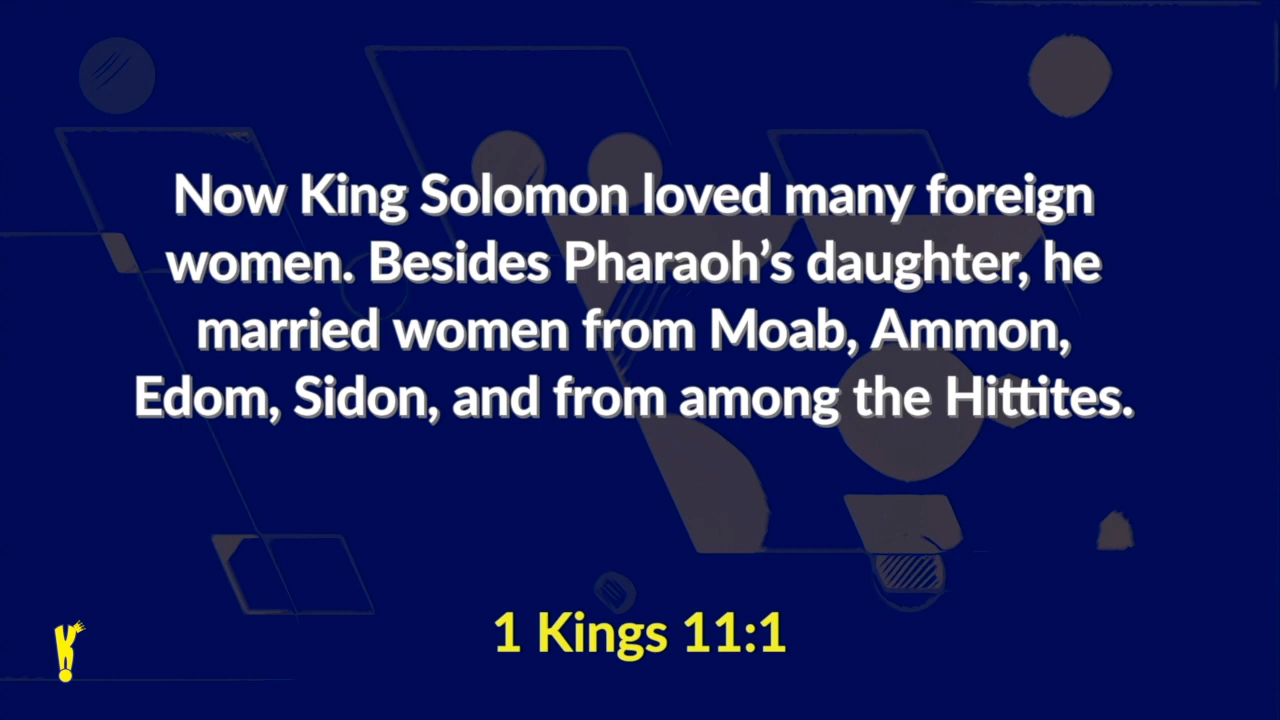 Now King Solomon loved many foreign
women. Besides Pharaoh’s daughter, he
married women from Moab, Ammon,
Edom, Sidon, and from among the Hittites.
1 Kings 11:1